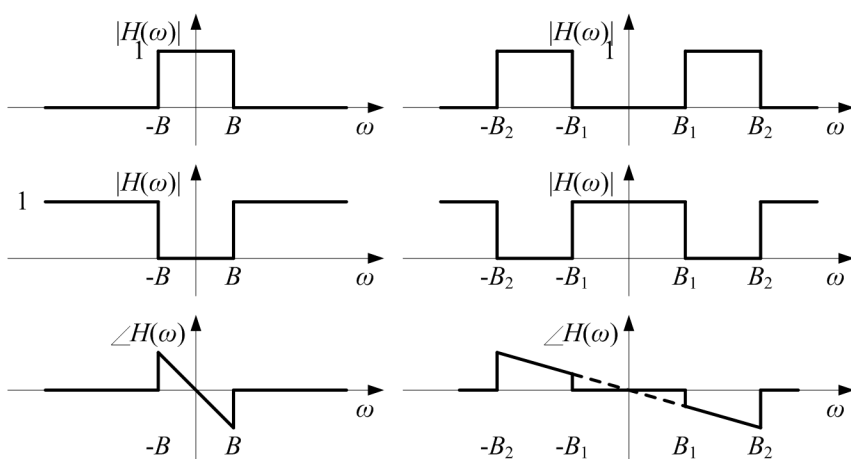 |H(ω)|
1
-B B ω
|H(ω)|
1
-B₂ -B₁ B₁ B₂ ω
|H(ω)|
1
-B B ω
|H(ω)|
-B₂ -B₁ B₁ B₂ ω
∠H(ω)
ω
-B B
∠H(ω)
ω
-B₂ -B₁ B₁ B₂